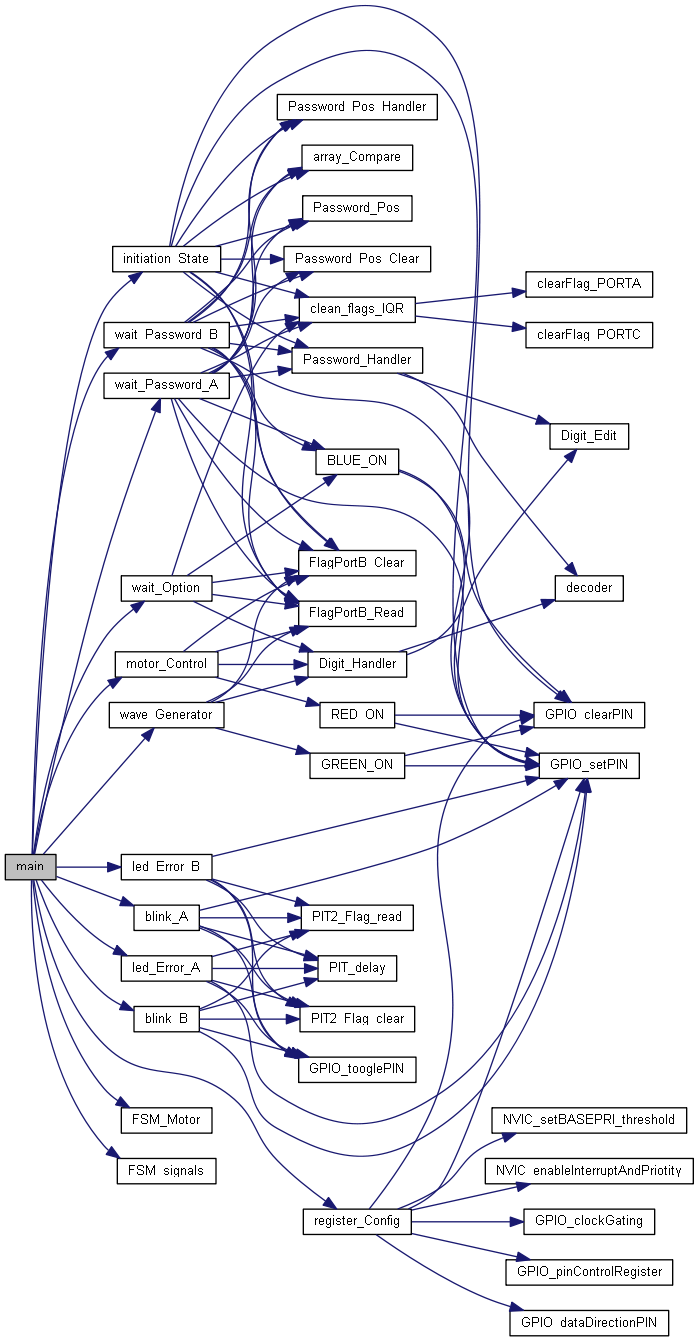 Password Pos Handler
array_Compare
Password_Pos
initiation State
Password Pos Clear
clearFlag_PORTA
clean_flags_IQR
wait Password B
clearFlag PORTC
Password_Handler
wait_Password_A
Digit_Edit
BLUE_ON
FlagPortB Clear
wait_Option
decoder
FlagPortB_Read
motor_Control
Digit_Handler
wave Generator
RED ON
GPIO clearPIN
GREEN_ON
GPIO_setPIN
main
led Error B
blink_A
PIT2_Flag_read
led_Error_A
PIT_delay
blink B
PIT2 Flag clear
GPIO_tooglePIN
FSM_Motor
NVIC_setBASEPRI_threshold
FSM signals
NVIC enableInterruptAndPriotity
register_Config
GPIO_clockGating
GPIO_pinControlRegister
GPIO dataDirectionPIN